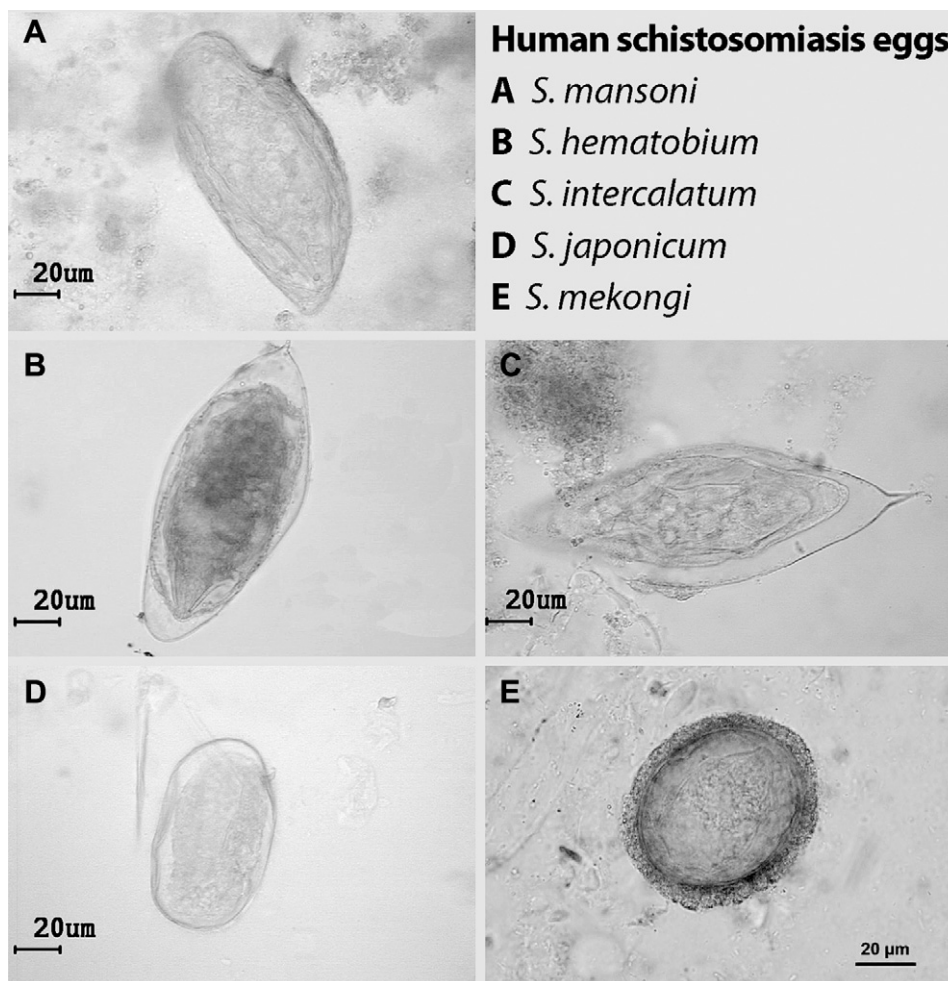 A
Human schistosomiasis eggs
A S. mansoni
B S. hematobium
C S. intercalatum
D S. japonicum
E S. mekongi
20um
B
C
20um
20um
D
E
20um
20 µm